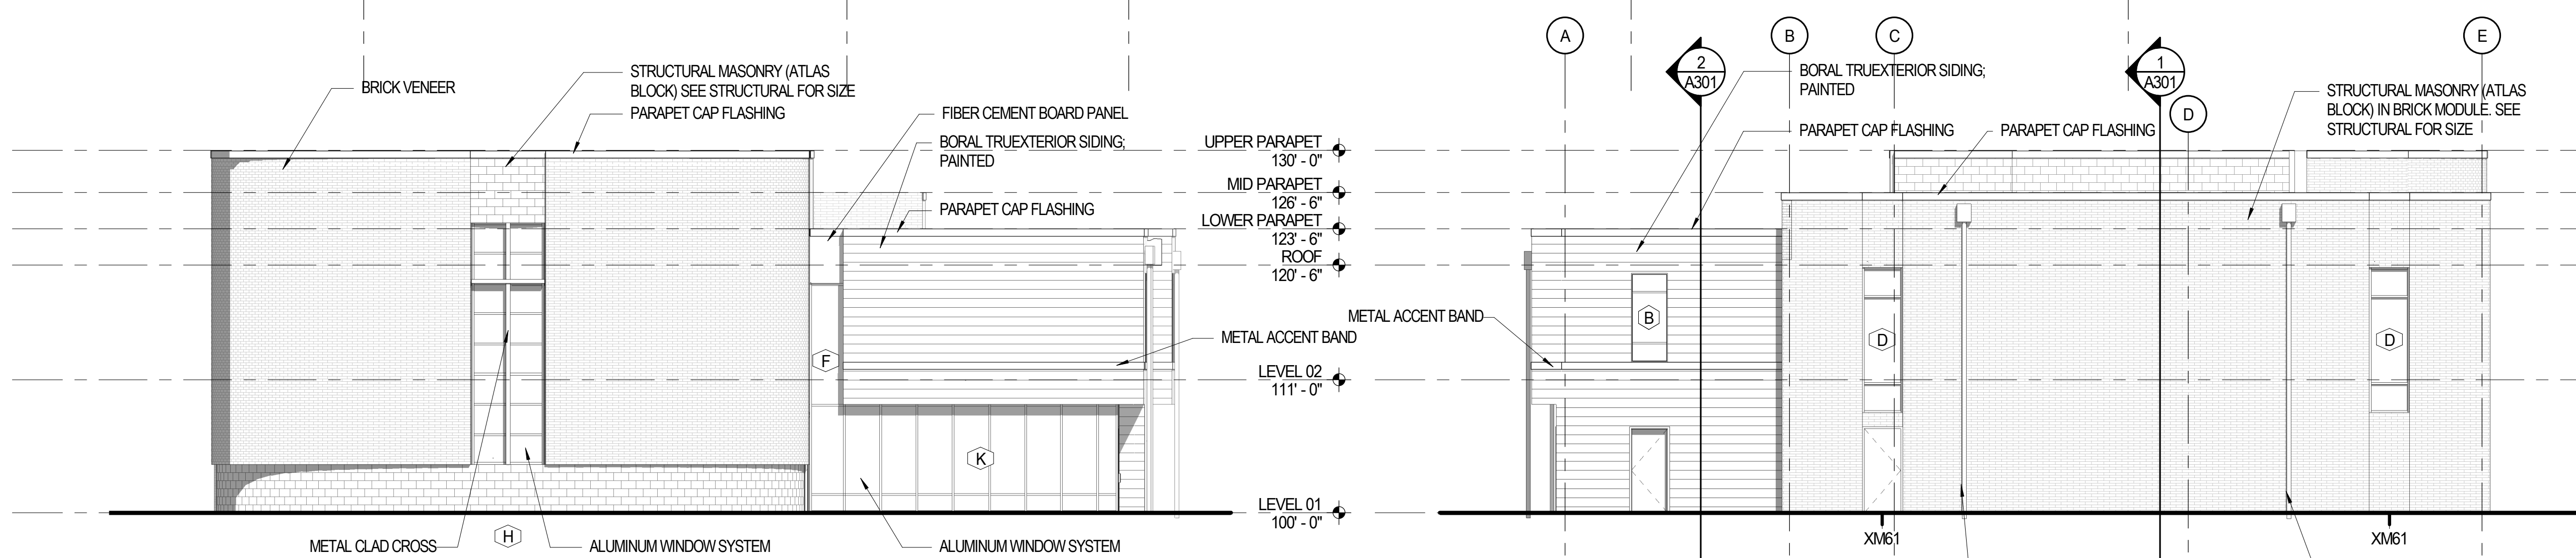 BRICK VENEER
STRUCTURAL MASONRY (ATLAS
BLOCK) SEE STRUCTURAL FOR SIZE
PARAPET CAP FLASHING
FIBER CEMENT BOARD PANEL
BORAL TRUEXTERIOR SIDING;
PAINTED
PARAPET CAP FLASHING
METAL ACCENT BAND
F
K
H
METAL CLAD CROSS
ALUMINUM WINDOW SYSTEM
ALUMINUM WINDOW SYSTEM
UPPER PARAPET
130' - 0"
MID PARAPET
126' - 6"
LOWER PARAPET
123' - 6"
ROOF
120' - 6"
LEVEL 02
111' - 0"
LEVEL 01
100' - 0"
A
2
A301
B
C
1
A301
D
E
BORAL TRUEXTERIOR SIDING;
PAINTED
PARAPET CAP FLASHING
PARAPET CAP FLASHING
STRUCTURAL MASONRY (ATLAS
BLOCK) IN BRICK MODULE. SEE
STRUCTURAL FOR SIZE
METAL ACCENT BAND
B
D
D
XM61
XM61